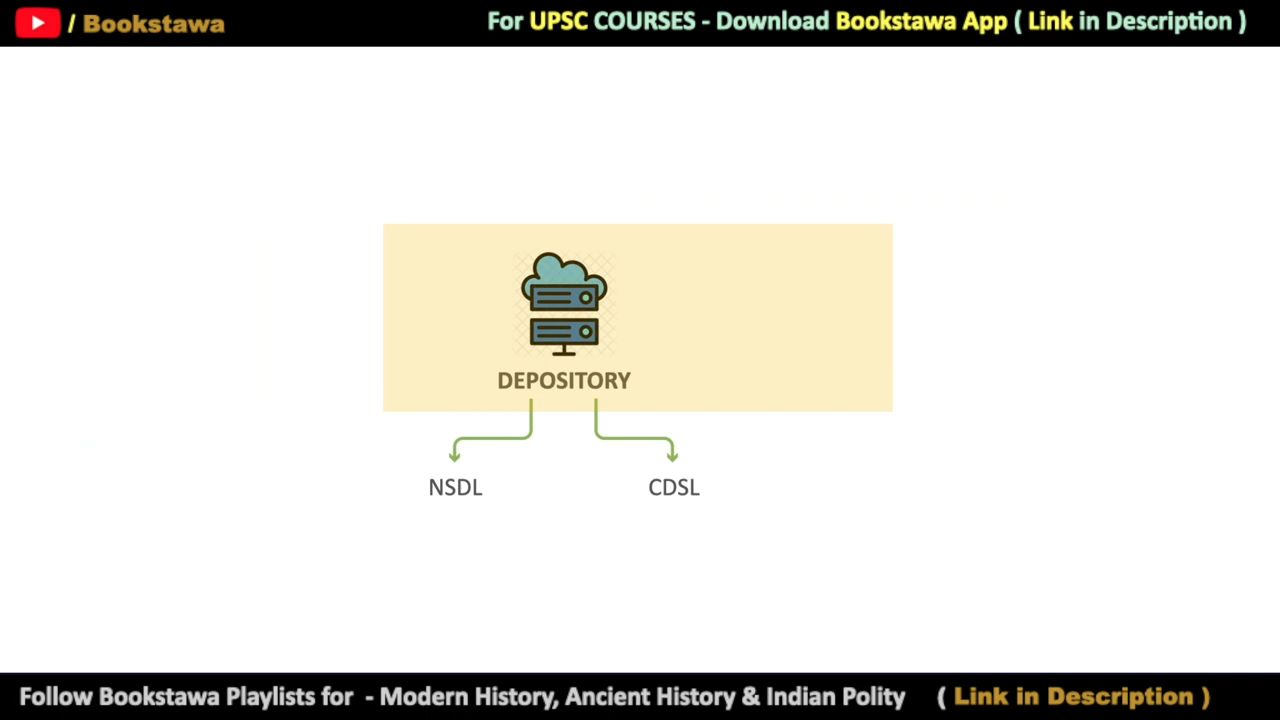 / Bookstawa
For UPSC COURSES - Download Bookstawa App ( Link in Description )
DEPOSITORY
NSDL
CDSL
Follow Bookstawa Playlists for - Modern History, Ancient History & Indian Polity ( Link in Description )